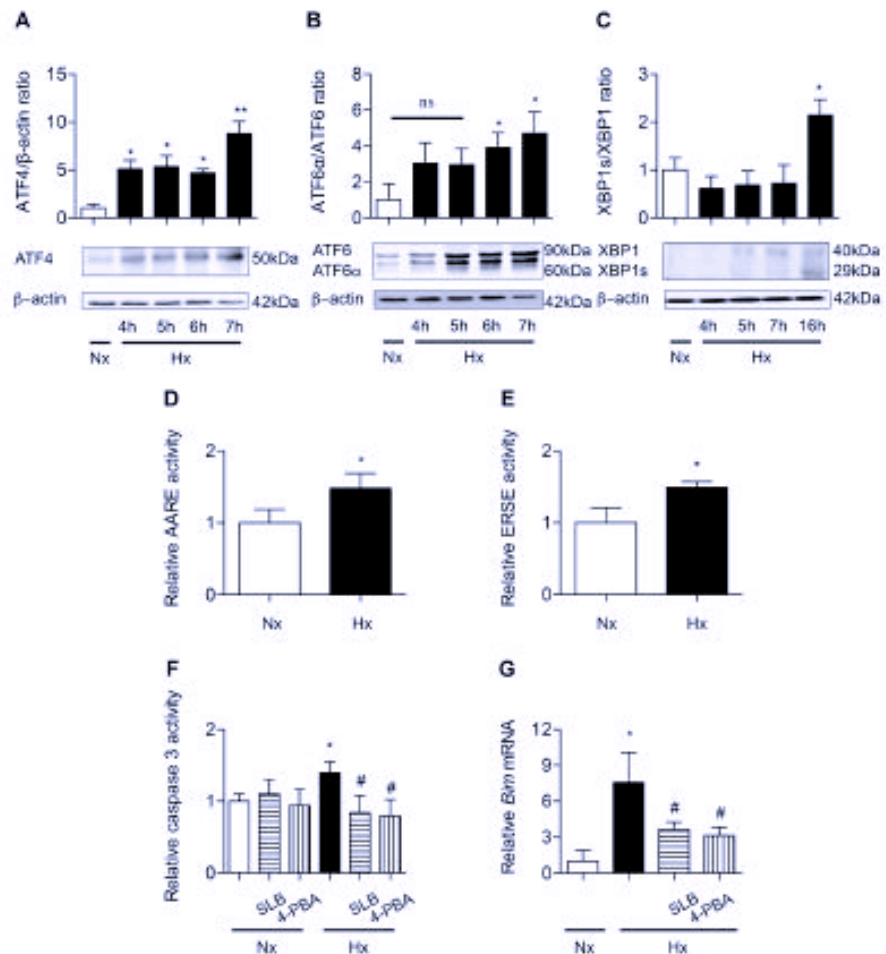 A
B
C
ATF4/β-actin ratio
15
10
5
0
*
*
*
**
ATF6α/ATF6 ratio
8
6
4
2
0
ns
*
*
XBP1s/XBP1 ratio
3
2
1
0
*
ATF4
50kDa
β-actin
42kDa
4h 5h 6h 7h
Nx Hx
ATF6
90kDa
ATF6α
60kDa
β-actin
42kDa
4h 5h 6h 7h
Nx Hx
XBP1
40kDa
XBP1s
29kDa
β-actin
42kDa
4h 5h 7h 16h
Nx Hx
D
E
Relative AARE activity
2
1
0
*
Nx Hx
Relative ERSE activity
2
1
0
*
Nx Hx
F
G
Relative caspase 3 activity
2
1
0
*
#
#
SLB 4-PBA SLB 4-PBA
Nx Hx
Relative Bim mRNA
12
9
6
3
0
*
#
#
SLB 4-PBA
Nx Hx